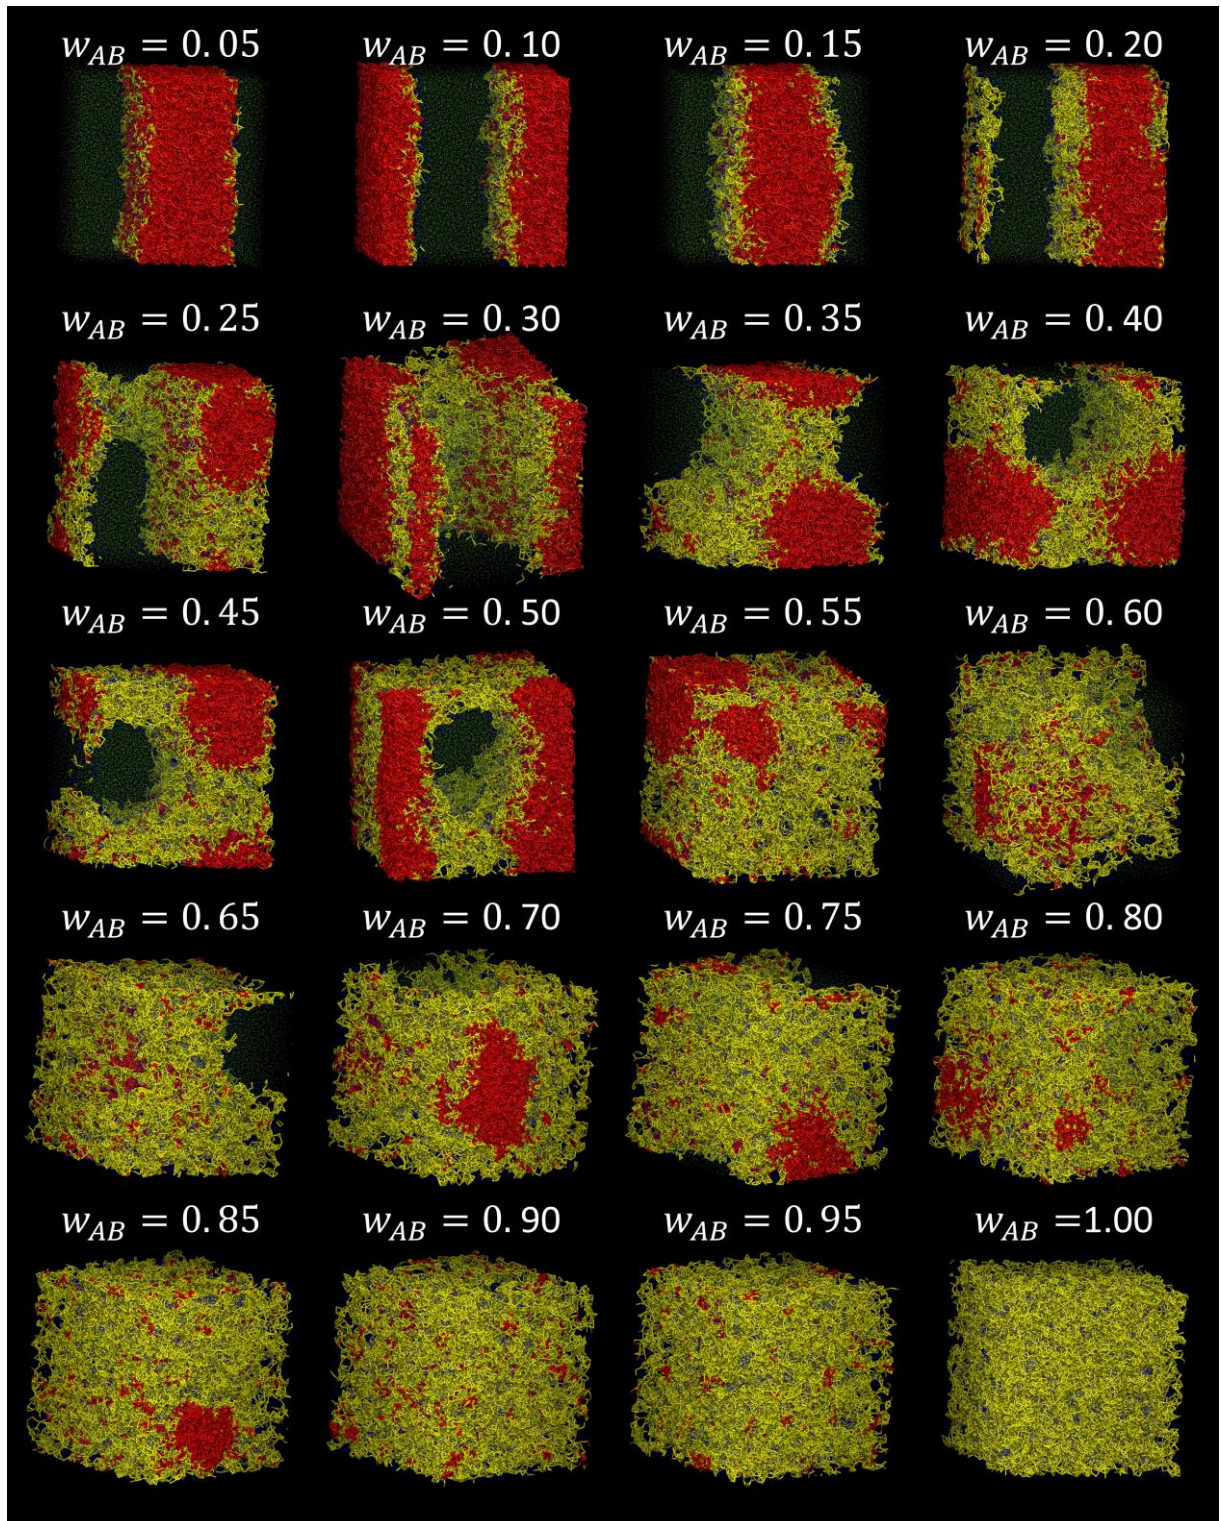 w_AB = 0.05 w_AB = 0.10 w_AB = 0.15 w_AB = 0.20
w_AB = 0.25 w_AB = 0.30 w_AB = 0.35 w_AB = 0.40
w_AB = 0.45 w_AB = 0.50 w_AB = 0.55 w_AB = 0.60
w_AB = 0.65 w_AB = 0.70 w_AB = 0.75 w_AB = 0.80
w_AB = 0.85 w_AB = 0.90 w_AB = 0.95 w_AB =1.00